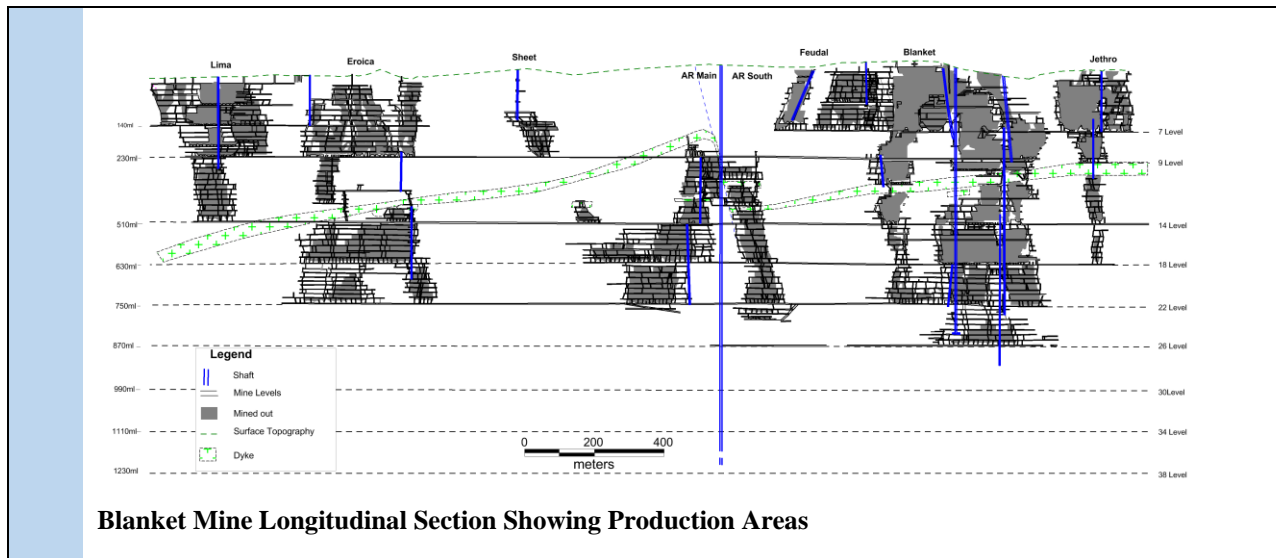 Feudal Blanket
Lima Eroica Sheet Jethro
AR Main AR South
140ml 7 Level
230ml 9 Level
510ml 14 Level
630ml 18 Level
750ml 22 Level
870ml 26 Level
Legend
Shaft
990ml 30Level
Mine Levels
Mined out
1110ml 34 Level
Surface Topography
0 200 400
Dyke
meters
1230ml 38 Level
Blanket Mine Longitudinal Section Showing Production Areas